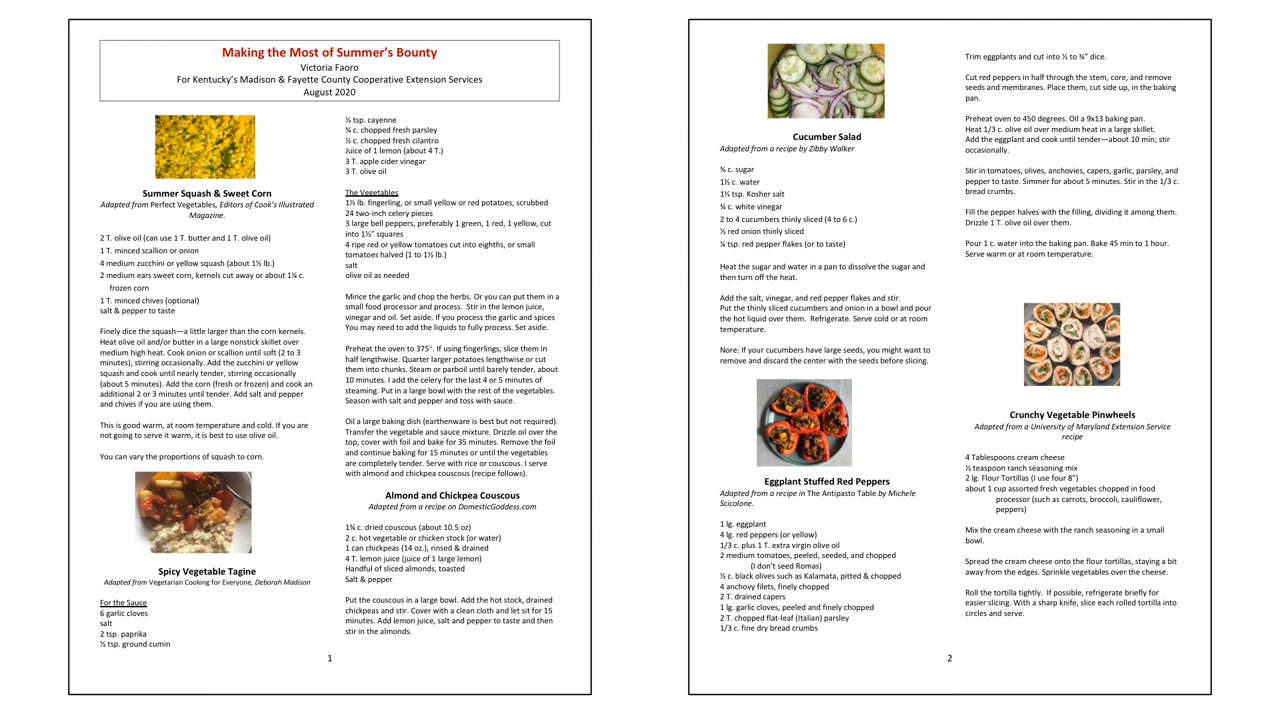 Making the Most of Summer's Bounty
Victoria Faoro
For Kentucky's Madison & Fayette County Cooperative Extension Services
August 2020
Summer Squash & Sweet Corn
Adapted from Perfect Vegetables, Editors of Cook's Illustrated
Magazine.
2 T. olive oil (can use 1 T. butter and 1 T. olive oil)
1 T. minced scallion or onion
4 medium zucchini or yellow squash (about 1½ lb.)
2 medium ears sweet corn, kernels cut away or about 1¼ c.
frozen corn
1 T. minced chives (optional)
salt & pepper to taste
Finely dice the squash—a little larger than the corn kernels.
Heat olive oil and/or butter in a large nonstick skillet over
medium high heat. Cook onion or scallion until soft (2 to 3
minutes), stirring occasionally. Add the zucchini or yellow
squash and cook until nearly tender, stirring occasionally
(about 5 minutes). Add the corn (fresh or frozen) and cook an
additional 2 or 3 minutes until tender. Add salt and pepper
and chives if you are using them.
This is good warm, at room temperature and cold. If you are
not going to serve it warm, it is best to use olive oil.
You can vary the proportions of squash to corn.
Spicy Vegetable Tagine
Adapted from Vegetarian Cooking for Everyone, Deborah Madison
For the Sauce
6 garlic cloves
salt
2 tsp. paprika
½ tsp. ground cumin
½ tsp. cayenne
¾ c. chopped fresh parsley
½ c. chopped fresh cilantro
Juice of 1 lemon (about 4 T.)
3 T. apple cider vinegar
3 T. olive oil
The Vegetables
1½ lb. fingerling, or small yellow or red potatoes, scrubbed
24 two-inch celery pieces
3 large bell peppers, preferably 1 green, 1 red, 1 yellow, cut
into 1½" squares
4 ripe red or yellow tomatoes cut into eighths, or small
tomatoes halved (1 to 1½ lb.)
salt
olive oil as needed
Mince the garlic and chop the herbs. Or you can put them in a
small food processor and process. Stir in the lemon juice,
vinegar and oil. Set aside. If you process the garlic and spices
You may need to add the liquids to fully process. Set aside.
Preheat the oven to 375°. If using fingerlings, slice them in
half lengthwise. Quarter larger potatoes lengthwise or cut
them into chunks. Steam or parboil until barely tender, about
10 minutes. I add the celery for the last 4 or 5 minutes of
steaming. Put in a large bowl with the rest of the vegetables.
Season with salt and pepper and toss with sauce.
Oil a large baking dish (earthenware is best but not required).
Transfer the vegetable and sauce mixture. Drizzle oil over the
top, cover with foil and bake for 35 minutes. Remove the foil
and continue baking for 15 minutes or until the vegetables
are completely tender. Serve with rice or couscous. I serve
with almond and chickpea couscous (recipe follows).
Almond and Chickpea Couscous
Adapted from a recipe on DomesticGoddess.com
1¾ c. dried couscous (about 10.5 oz)
2 c. hot vegetable or chicken stock (or water)
1 can chickpeas (14 oz.), rinsed & drained
4 T. lemon juice (juice of 1 large lemon)
Handful of sliced almonds, toasted
Salt & pepper
Put the couscous in a large bowl. Add the hot stock, drained
chickpeas and stir. Cover with a clean cloth and let sit for 15
minutes. Add lemon juice, salt and pepper to taste and then
stir in the almonds.
1
Cucumber Salad
Adapted from a recipe by Zibby Walker
¾ c. sugar
1½ c. water
1½ tsp. Kosher salt
¾ c. white vinegar
2 to 4 cucumbers thinly sliced (4 to 6 c.)
½ red onion thinly sliced
¼ tsp. red pepper flakes (or to taste)
Heat the sugar and water in a pan to dissolve the sugar and
then turn off the heat.
Add the salt, vinegar, and red pepper flakes and stir.
Put the thinly sliced cucumbers and onion in a bowl and pour
the hot liquid over them. Refrigerate. Serve cold or at room
temperature.
Nore: If your cucumbers have large seeds, you might want to
remove and discard the center with the seeds before slicing.
Eggplant Stuffed Red Peppers
Adapted from a recipe in The Antipasto Table by Michele
Scicolone.
1 lg. eggplant
4 lg. red peppers (or yellow)
1/3 c. plus 1 T. extra virgin olive oil
2 medium tomatoes, peeled, seeded, and chopped
(I don't seed Romas)
½ c. black olives such as Kalamata, pitted & chopped
4 anchovy filets, finely chopped
2 T. drained capers
1 lg. garlic cloves, peeled and finely chopped
2 T. chopped flat-leaf (Italian) parsley
1/3 c. fine dry bread crumbs
Trim eggplants and cut into ½ to ¾" dice.
Cut red peppers in half through the stem, core, and remove
seeds and membranes. Place them, cut side up, in the baking
pan.
Preheat oven to 450 degrees. Oil a 9x13 baking pan.
Heat 1/3 c. olive oil over medium heat in a large skillet.
Add the eggplant and cook until tender—about 10 min; stir
occasionally.
Stir in tomatoes, olives, anchovies, capers, garlic, parsley, and
pepper to taste. Simmer for about 5 minutes. Stir in the 1/3 c.
bread crumbs.
Fill the pepper halves with the filling, dividing it among them.
Drizzle 1 T. olive oil over them.
Pour 1 c. water into the baking pan. Bake 45 min to 1 hour.
Serve warm or at room temperature.
Crunchy Vegetable Pinwheels
Adapted from a University of Maryland Extension Service
recipe
4 Tablespoons cream cheese
½ teaspoon ranch seasoning mix
2 lg. Flour Tortillas (I use four 8")
about 1 cup assorted fresh vegetables chopped in food
processor (such as carrots, broccoli, cauliflower,
peppers)
Mix the cream cheese with the ranch seasoning in a small
bowl.
Spread the cream cheese onto the flour tortillas, staying a bit
away from the edges. Sprinkle vegetables over the cheese.
Roll the tortilla tightly. If possible, refrigerate briefly for
easier slicing. With a sharp knife, slice each rolled tortilla into
circles and serve.
2